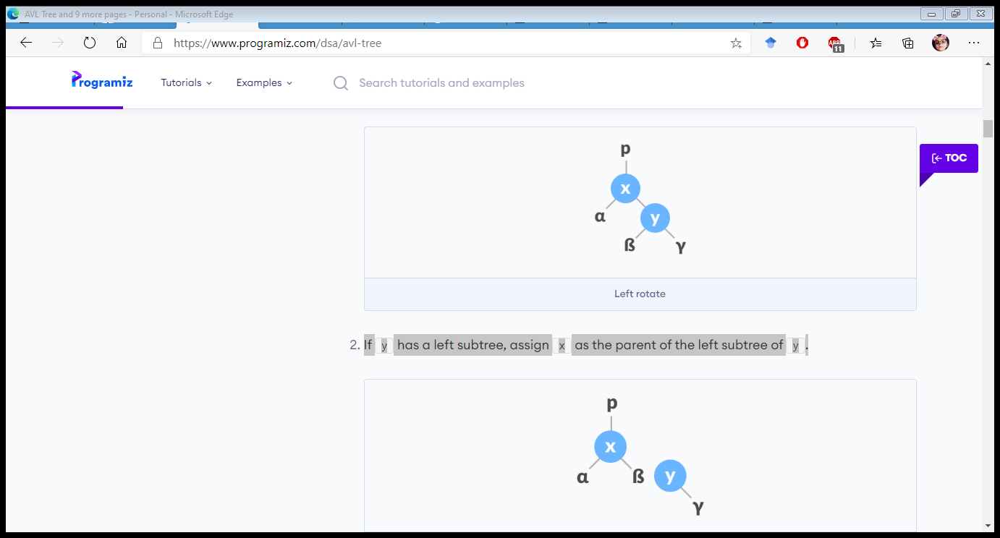 AVL Tree and 9 more pages - Personal - Microsoft Edge
https://www.programiz.com/dsa/avl-tree
ABP
11
Programiz
Tutorials
Examples
Search tutorials and examples
TOC
p
x
α
y
ß
γ
Left rotate
2. If y has a left subtree, assign x as the parent of the left subtree of y .
p
x
α
ß
y
γ